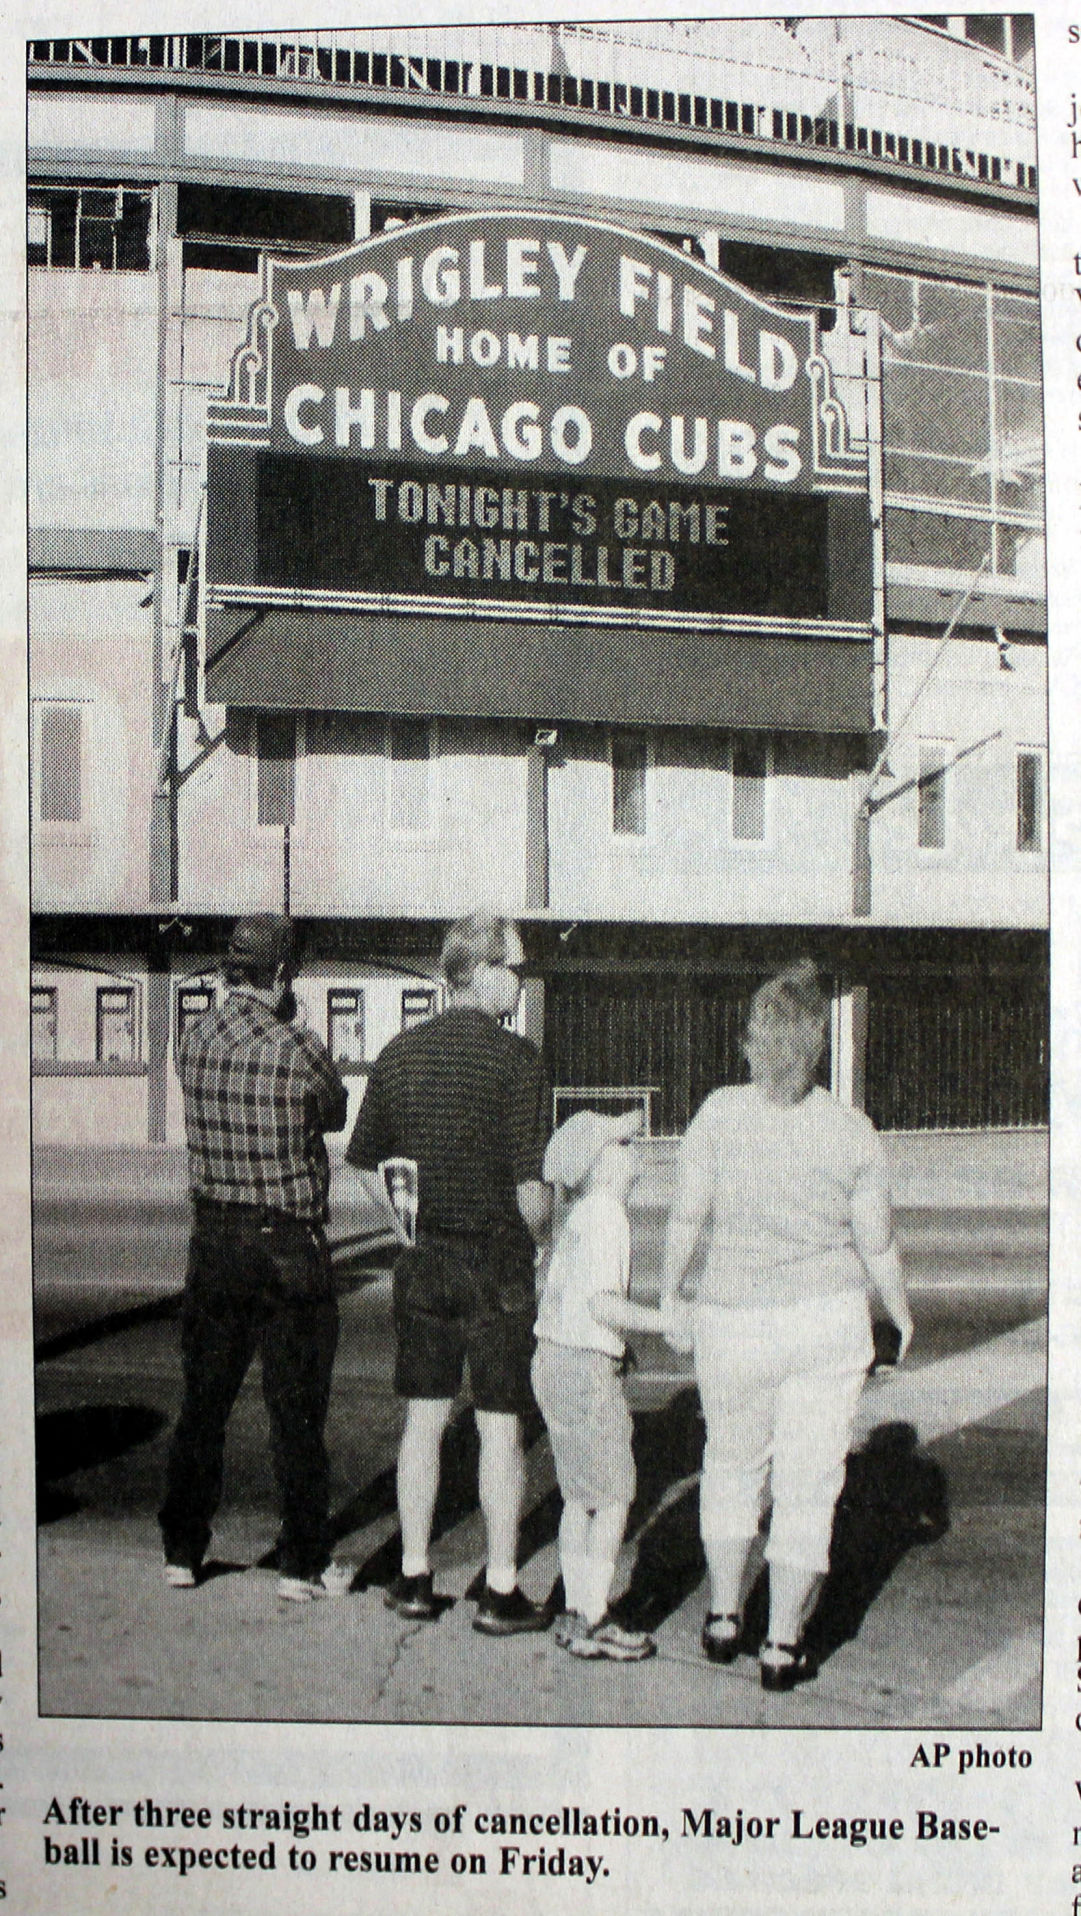 WRIGLEY FIELD
HOME OF
CHICAGO CUBS
TONIGHT'S GAME
CANCELLED
AP photo
After three straight days of cancellation, Major League Base-
ball is expected to resume on Friday.